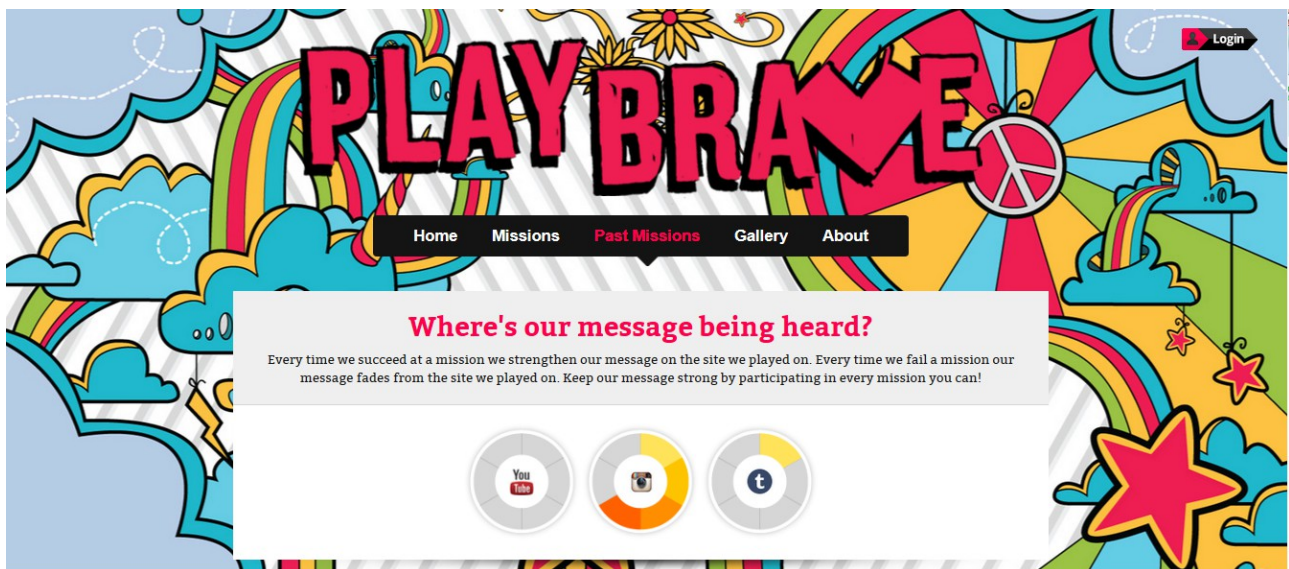 PLAY BRAVE
Login
Home Missions Past Missions Gallery About
Where's our message being heard?
Every time we succeed at a mission we strengthen our message on the site we played on. Every time we fail a mission our
message fades from the site we played on. Keep our message strong by participating in every mission you can!
You
Tube
t